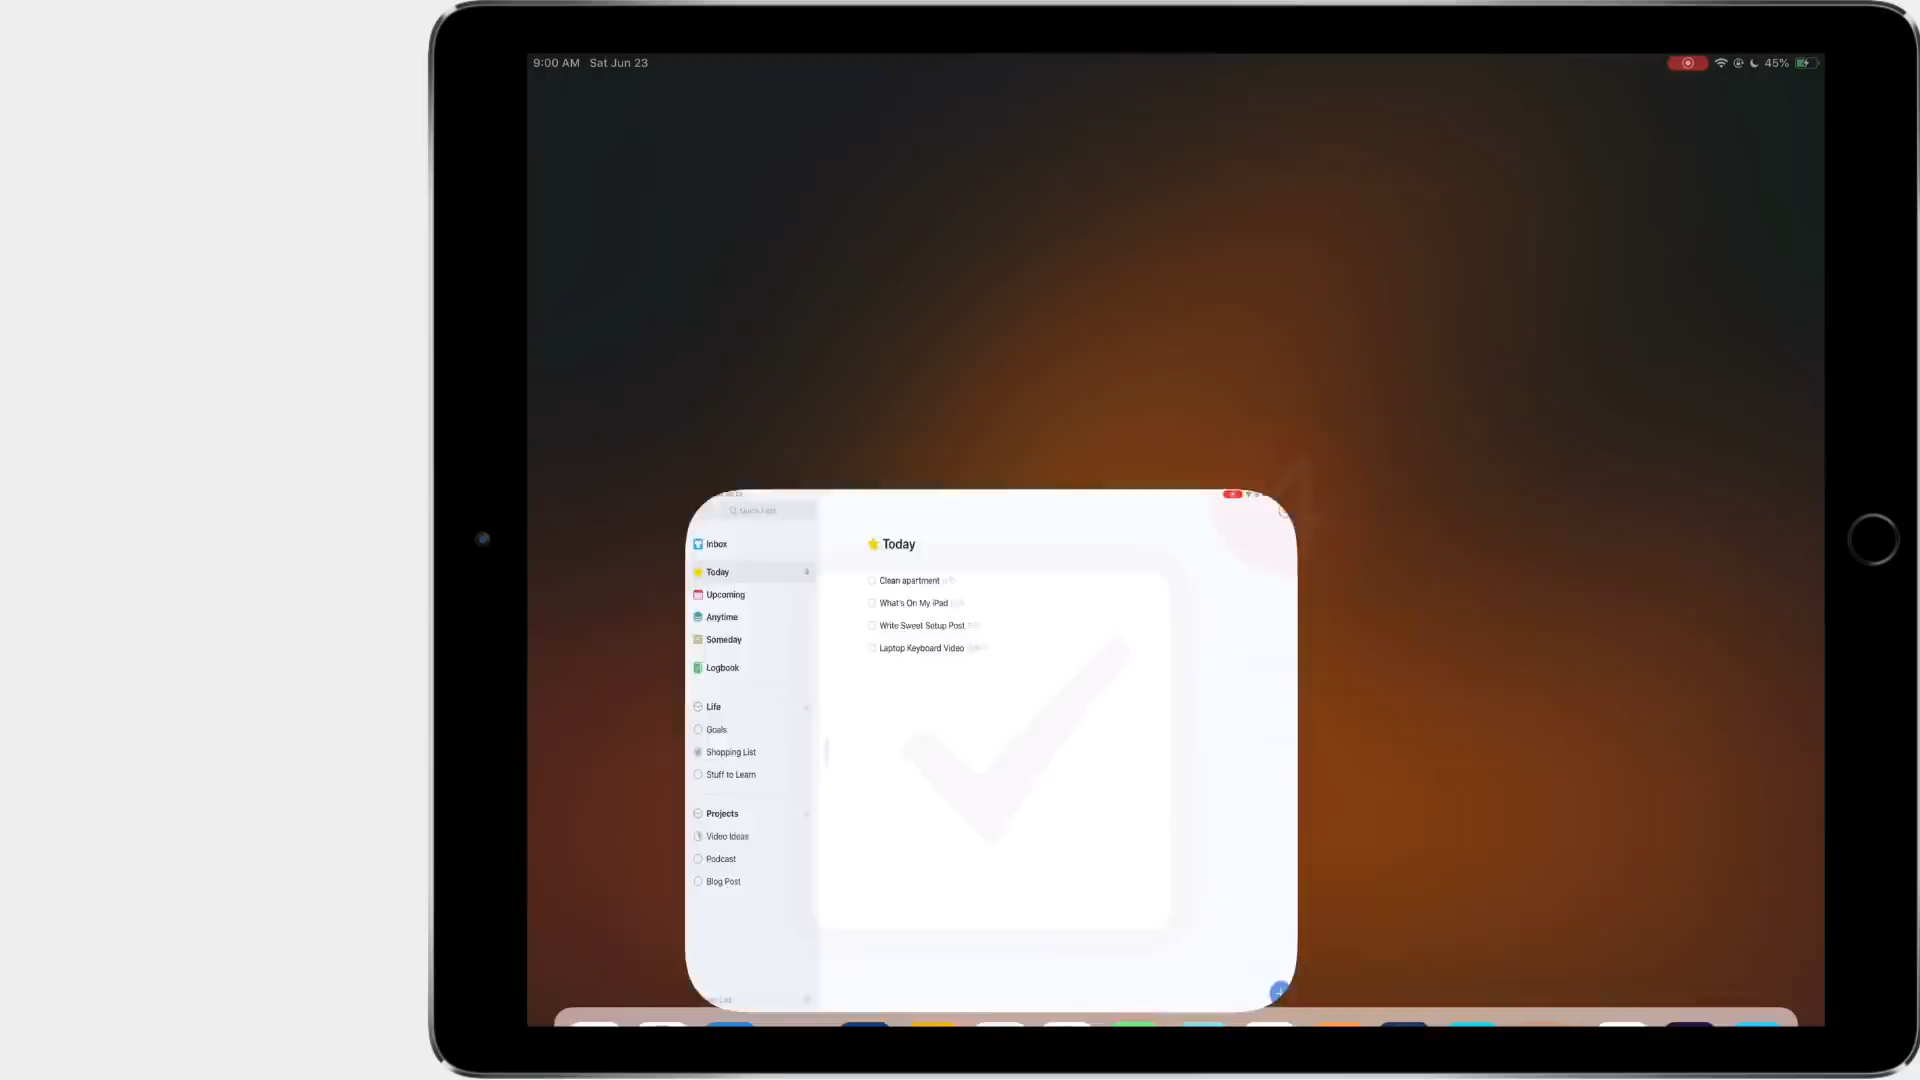 9:00 AM Sat Jun 23
45%
Inbox
Today
Upcoming
Anytime
Someday
Logbook
Life
Goals
Shopping List
Stuff to Learn
Projects
Video Ideas
Podcast
Blog Post
Today
Clean apartment
What's On My iPad
Write Sweet Setup Post
Laptop Keyboard Video